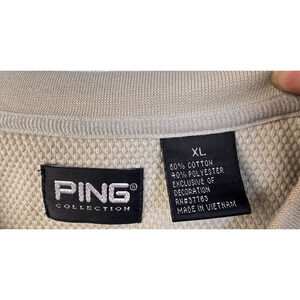 PING®
COLLECTION
XL
60% COTTON
40% POLYESTER
EXCLUSIVE OF
DECORATION
RN#37763
MADE IN VIETNAM